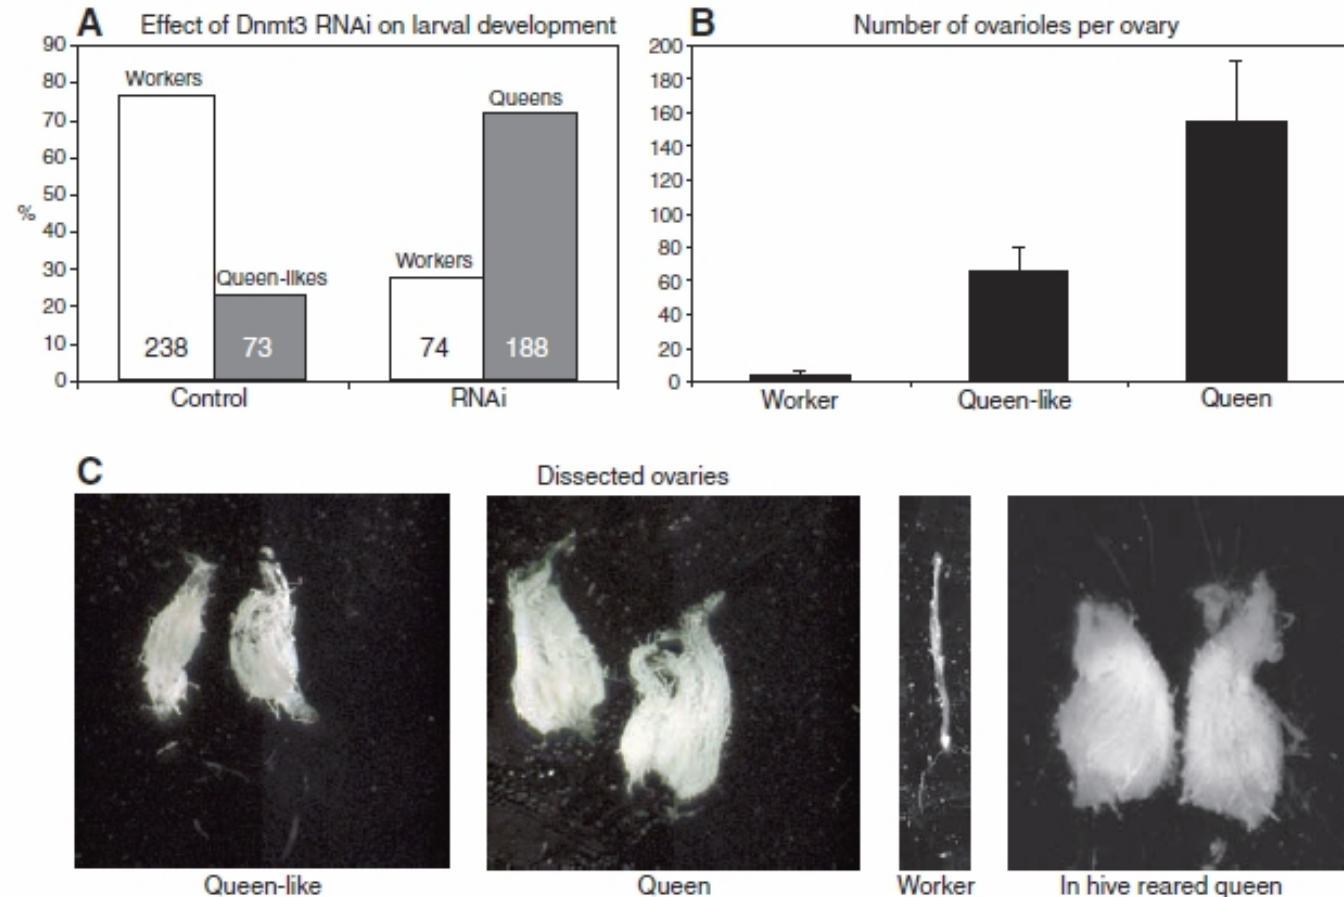 A Effect of Dnmt3 RNAi on larval development
90
80
70
60
50
40
30
20
10
0
%
Workers
Queen-likes
Workers
Queens
238
73
74
188
Control
RNAi
B Number of ovarioles per ovary
200
180
160
140
120
100
80
60
40
20
0
Worker
Queen-like
Queen
C
Dissected ovaries
Queen-like
Queen
Worker
In hive reared queen